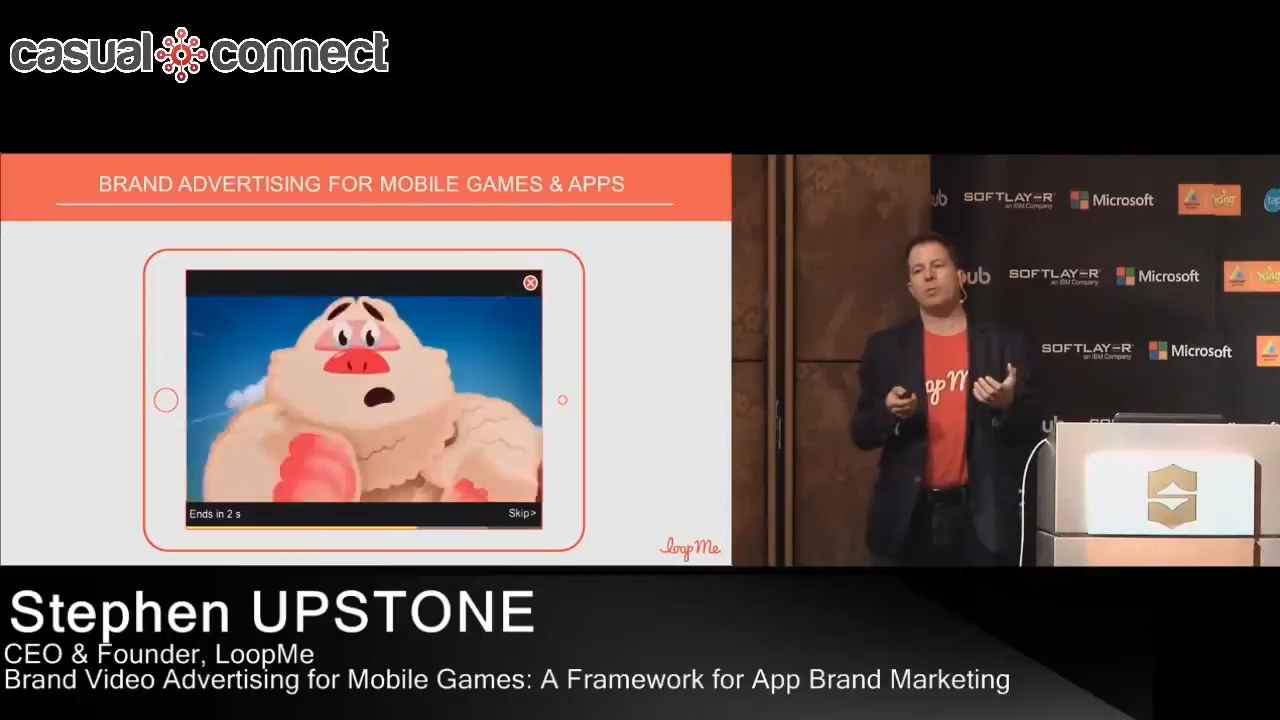 casual connect
BRAND ADVERTISING FOR MOBILE GAMES & APPS
Ends in 2 s
Skip>
loopMe
SOFTLAYER
an IBM Company
Microsoft
SOFTLAYER
an IBM Company
Microsoft
SOFTLAYER
an IBM Company
Microsoft
Stephen UPSTONE
CEO & Founder, LoopMe
Brand Video Advertising for Mobile Games: A Framework for App Brand Marketing